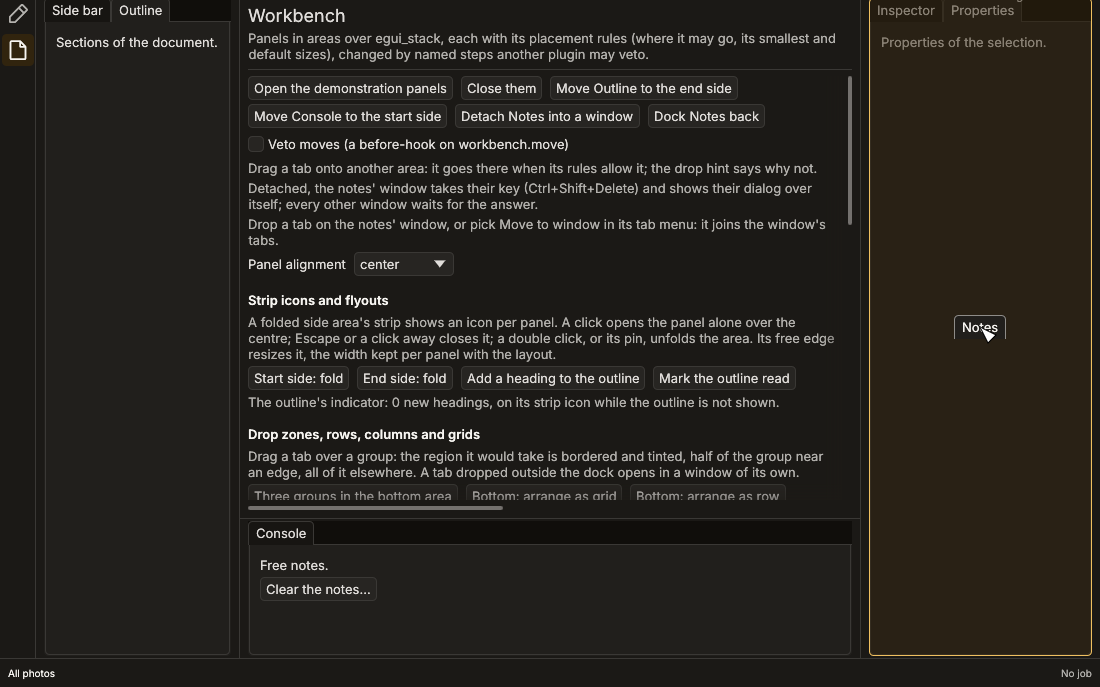 Side bar
Outline
Sections of the document.
Workbench
Panels in areas over egui_stack, each with its placement rules (where it may go, its smallest and
default sizes), changed by named steps another plugin may veto.
Open the demonstration panels
Close them
Move Outline to the end side
Move Console to the start side
Detach Notes into a window
Dock Notes back
Veto moves (a before-hook on workbench.move)
Drag a tab onto another area: it goes there when its rules allow it; the drop hint says why not.
Detached, the notes' window takes their key (Ctrl+Shift+Delete) and shows their dialog over
itself; every other window waits for the answer.
Drop a tab on the notes' window, or pick Move to window in its tab menu: it joins the window's
tabs.
Panel alignment
center
Strip icons and flyouts
A folded side area's strip shows an icon per panel. A click opens the panel alone over the
centre; Escape or a click away closes it; a double click, or its pin, unfolds the area. Its free edge
resizes it, the width kept per panel with the layout.
Start side: fold
End side: fold
Add a heading to the outline
Mark the outline read
The outline's indicator: 0 new headings, on its strip icon while the outline is not shown.
Drop zones, rows, columns and grids
Drag a tab over a group: the region it would take is bordered and tinted, half of the group near
an edge, all of it elsewhere. A tab dropped outside the dock opens in a window of its own.
Three groups in the bottom area
Bottom: arrange as grid
Bottom: arrange as row
Console
Free notes.
Clear the notes...
Inspector
Properties
Properties of the selection.
Notes
All photos
No job